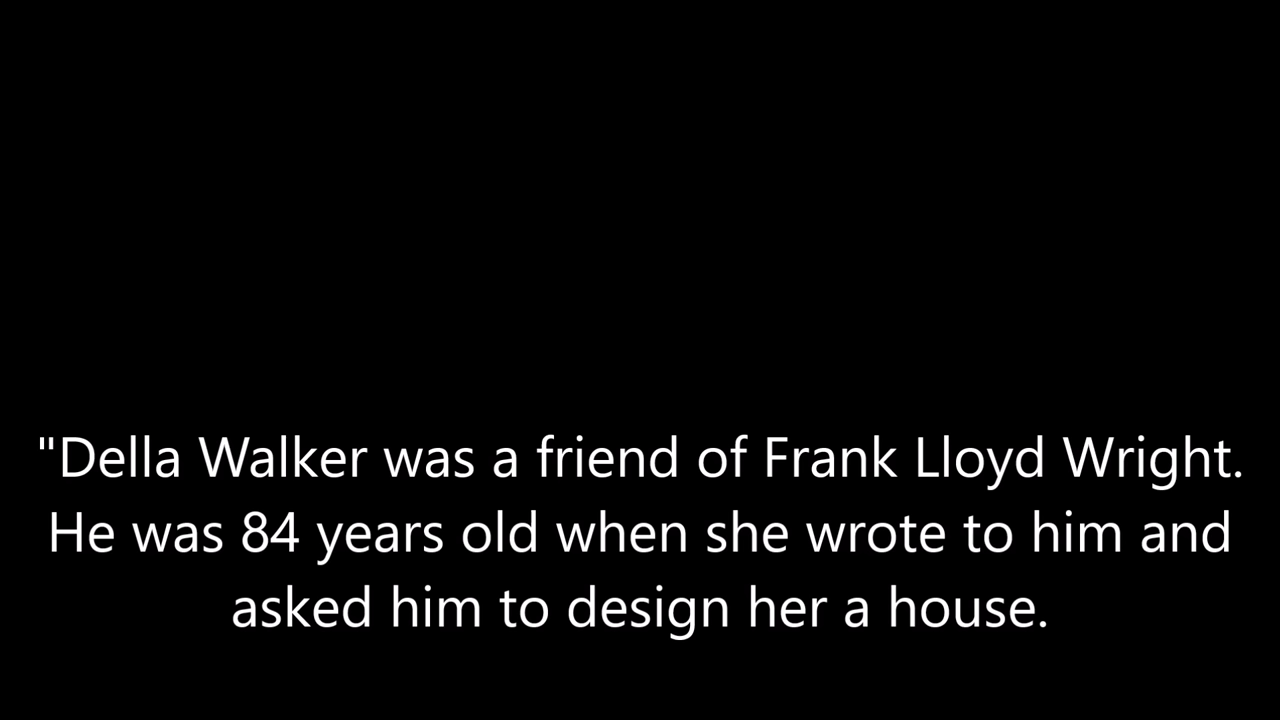 "Della Walker was a friend of Frank Lloyd Wright.
He was 84 years old when she wrote to him and
asked him to design her a house.